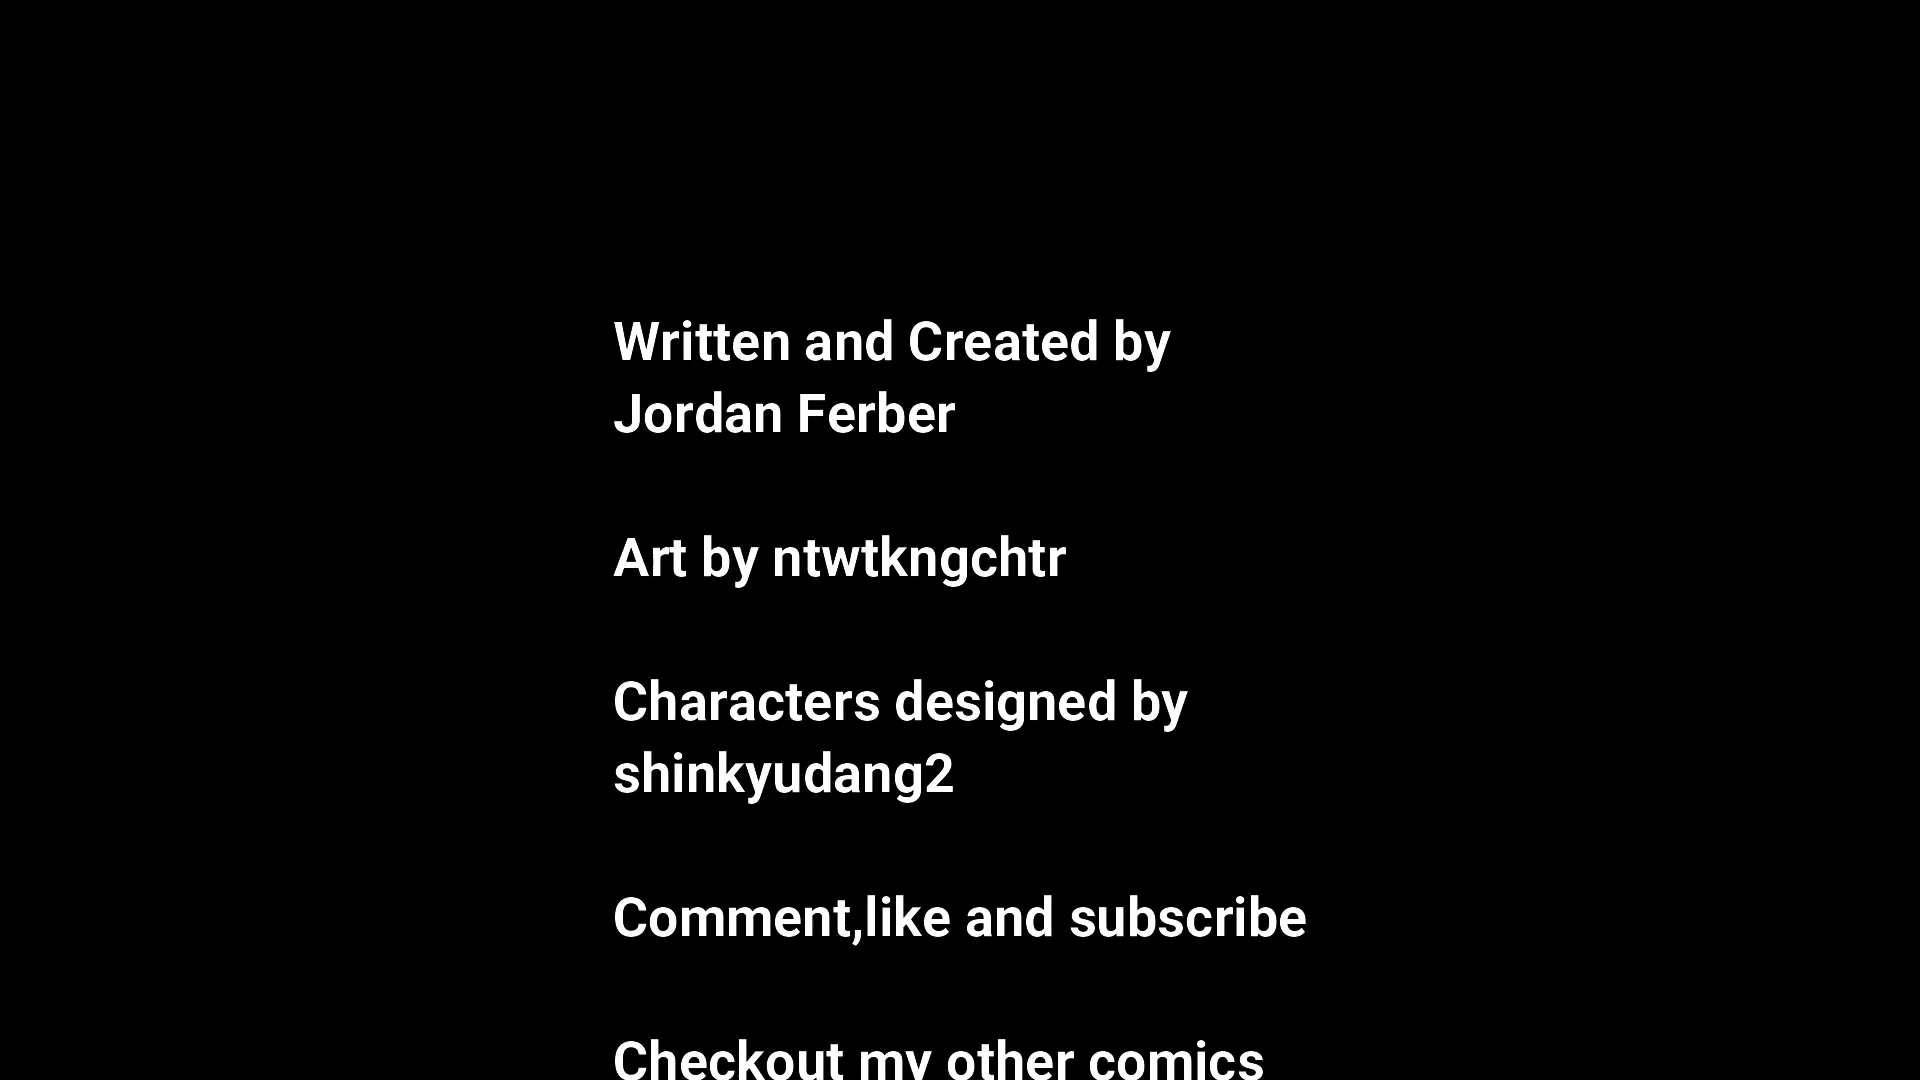 Written and Created by
Jordan Ferber
Art by ntwtkngchtr
Characters designed by
shinkyudang2
Comment,like and subscribe
Checkout my other comics